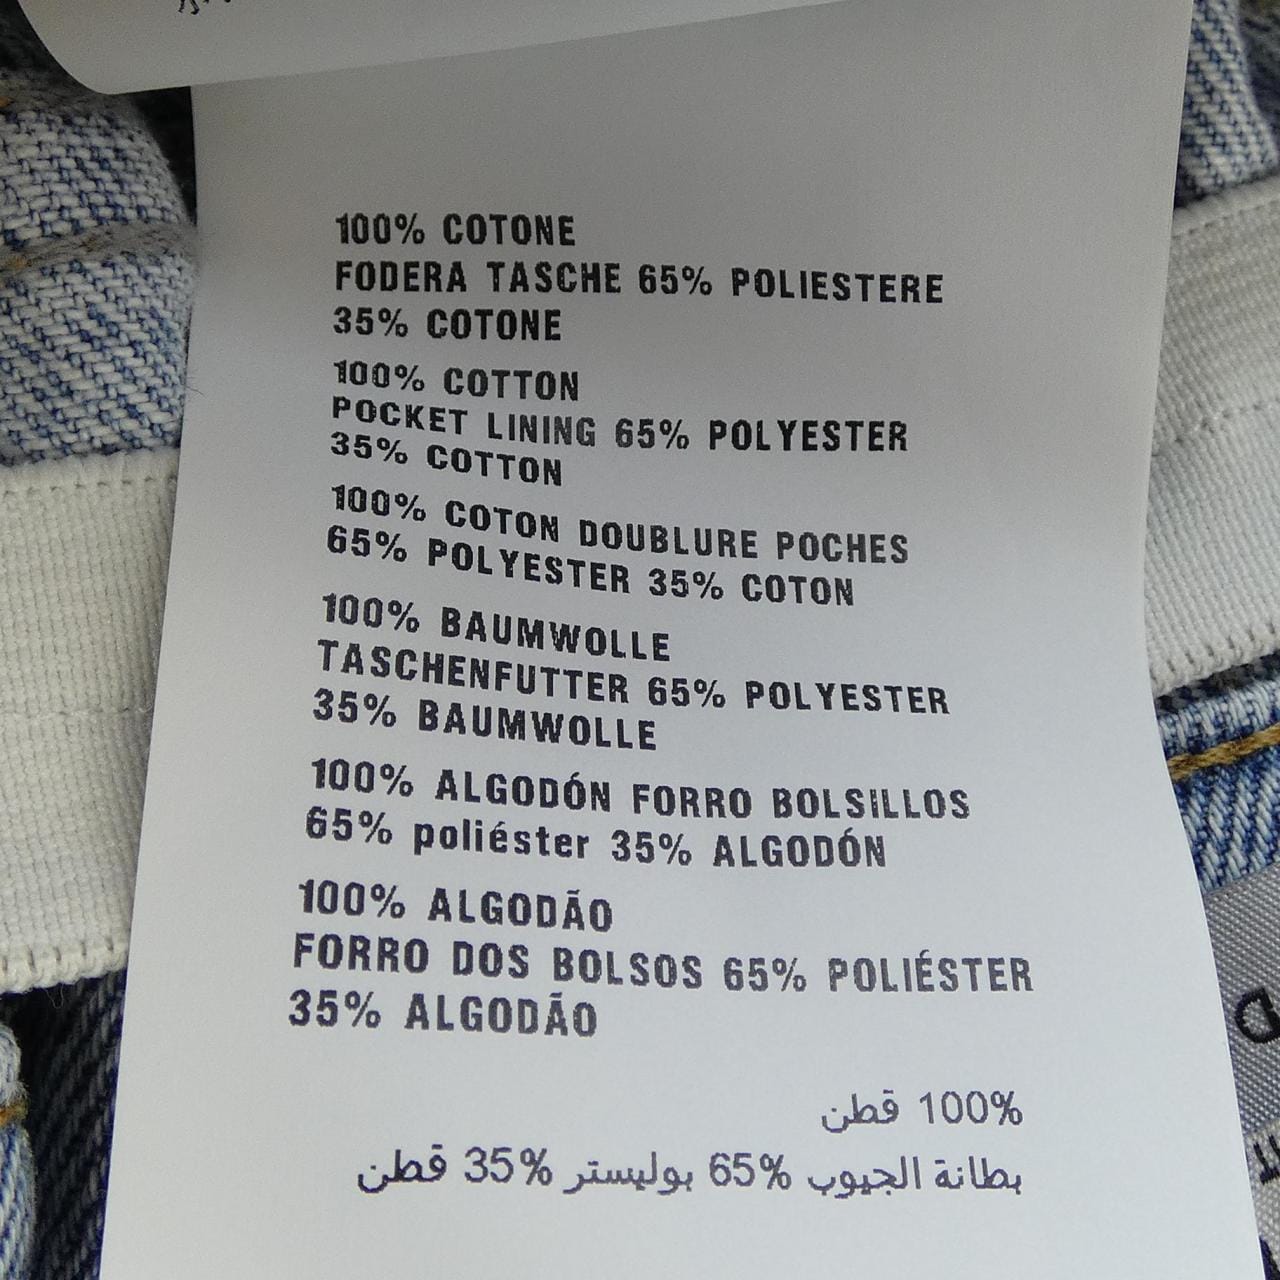 100% COTONE
FODERA TASCHE 65% POLIESTERE
35% COTONE
100% COTTON
POCKET LINING 65% POLYESTER
35% COTTON
100% COTON DOUBLURE POCHES
65% POLYESTER 35% COTON
100% BAUMWOLLE
TASCHENFUTTER 65% POLYESTER
35% BAUMWOLLE
100% ALGODÓN FORRO BOLSILLOS
65% poliéster 35% ALGODÓN
100% ALGODÃO
FORRO DOS BOLSOS 65% POLIÉSTER
35% ALGODÃO
100% قطن
بطانة الجيوب 65% بوليستر 35% قطن